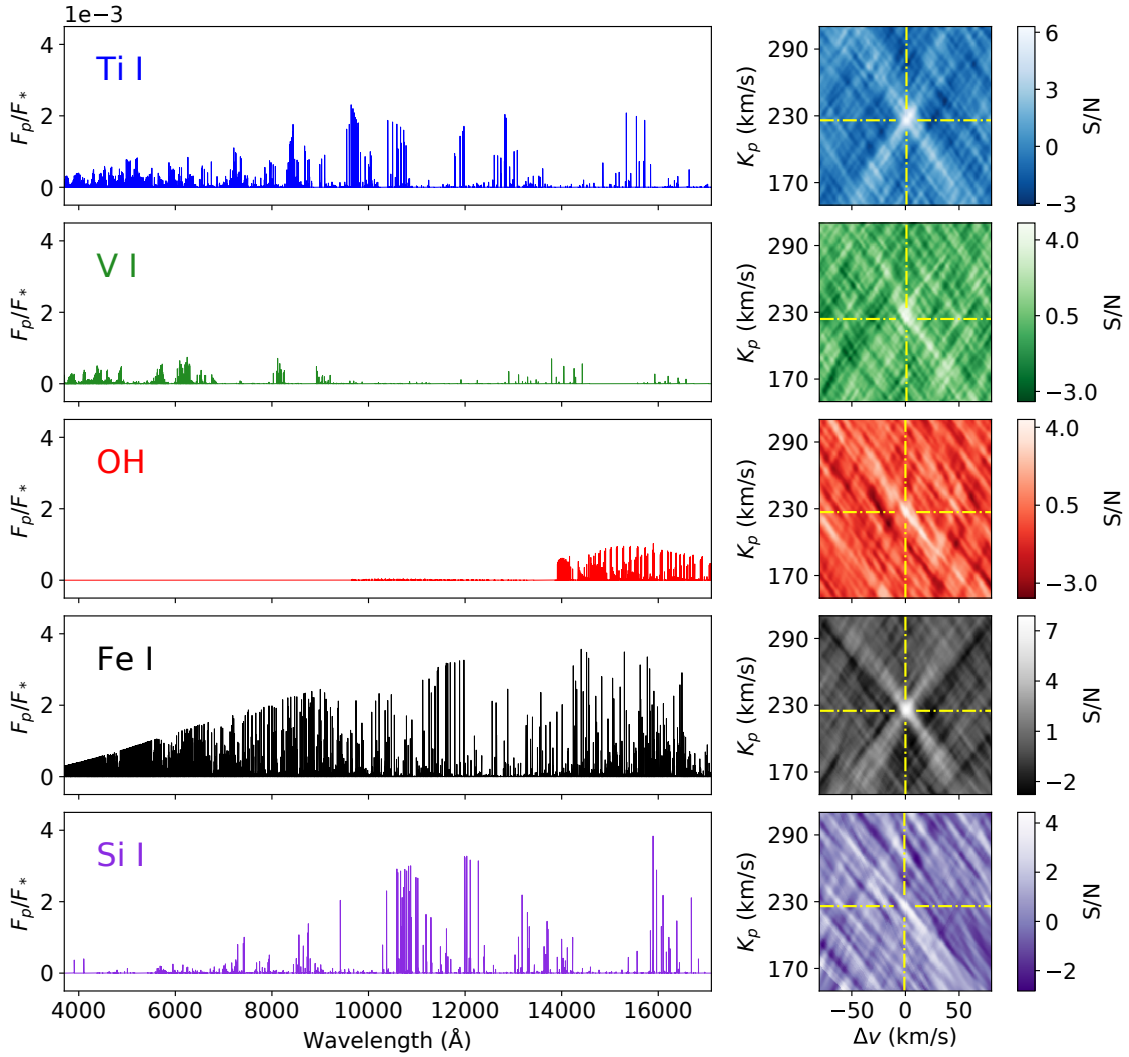 1e−3
Ti I
F_p/F_*
4
2
0
K_p (km/s)
290
230
170
6
3
0
−3
N/S
V I
F_p/F_*
4
2
0
K_p (km/s)
290
230
170
4.0
0.5
−3.0
N/S
OH
F_p/F_*
4
2
0
K_p (km/s)
290
230
170
4.0
0.5
−3.0
N/S
Fe I
F_p/F_*
4
2
0
K_p (km/s)
290
230
170
7
4
1
−2
N/S
Si I
F_p/F_*
4
2
0
K_p (km/s)
290
230
170
4
2
0
−2
N/S
4000 6000 8000 10000 12000 14000 16000
Wavelength (Å)
−50 0 50
Δv (km/s)